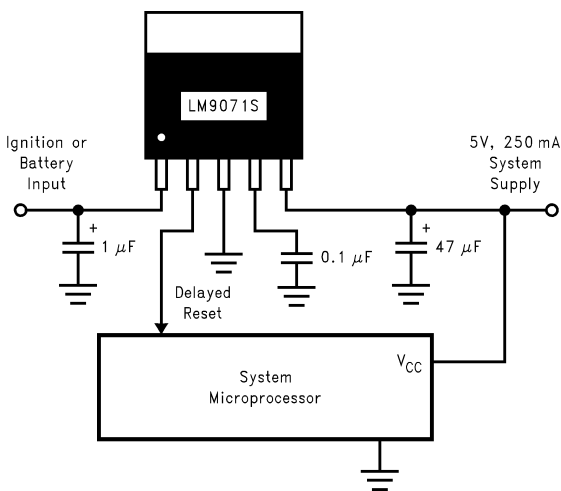 LM9071S
Ignition or
Battery
Input
5V, 250 mA
System
Supply
+
1 μF
0.1 μF
+
47 μF
Delayed
Reset
VCC
System
Microprocessor